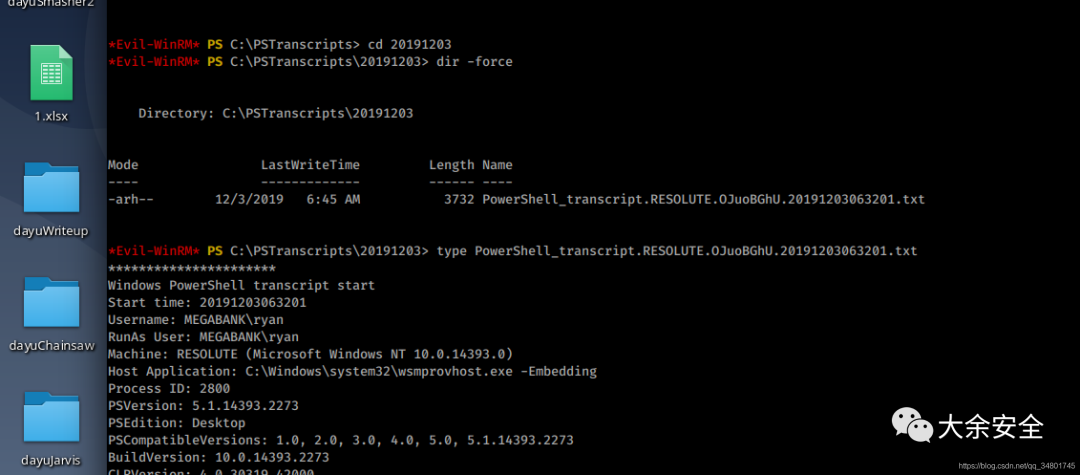 dayuSmasher2
1.xlsx
dayuWriteup
dayuChainsaw
dayuJarvis
*Evil-WinRM* PS C:\PSTranscripts> cd 20191203
*Evil-WinRM* PS C:\PSTranscripts\20191203> dir -force
Directory: C:\PSTranscripts\20191203
Mode LastWriteTime Length Name
---- ------------- ------ ----
-arh-- 12/3/2019 6:45 AM 3732 PowerShell_transcript.RESOLUTE.OJuoBGhU.20191203063201.txt
*Evil-WinRM* PS C:\PSTranscripts\20191203> type PowerShell_transcript.RESOLUTE.OJuoBGhU.20191203063201.txt
**********************
Windows PowerShell transcript start
Start time: 20191203063201
Username: MEGABANK\ryan
RunAs User: MEGABANK\ryan
Machine: RESOLUTE (Microsoft Windows NT 10.0.14393.0)
Host Application: C:\Windows\system32\wsmprovhost.exe -Embedding
Process ID: 2800
PSVersion: 5.1.14393.2273
PSEdition: Desktop
PSCompatibleVersions: 1.0, 2.0, 3.0, 4.0, 5.0, 5.1.14393.2273
BuildVersion: 10.0.14393.2273
CLRVersion: 4.0.30319.42000
大余安全
https://blog.csdn.net/qq_34801745